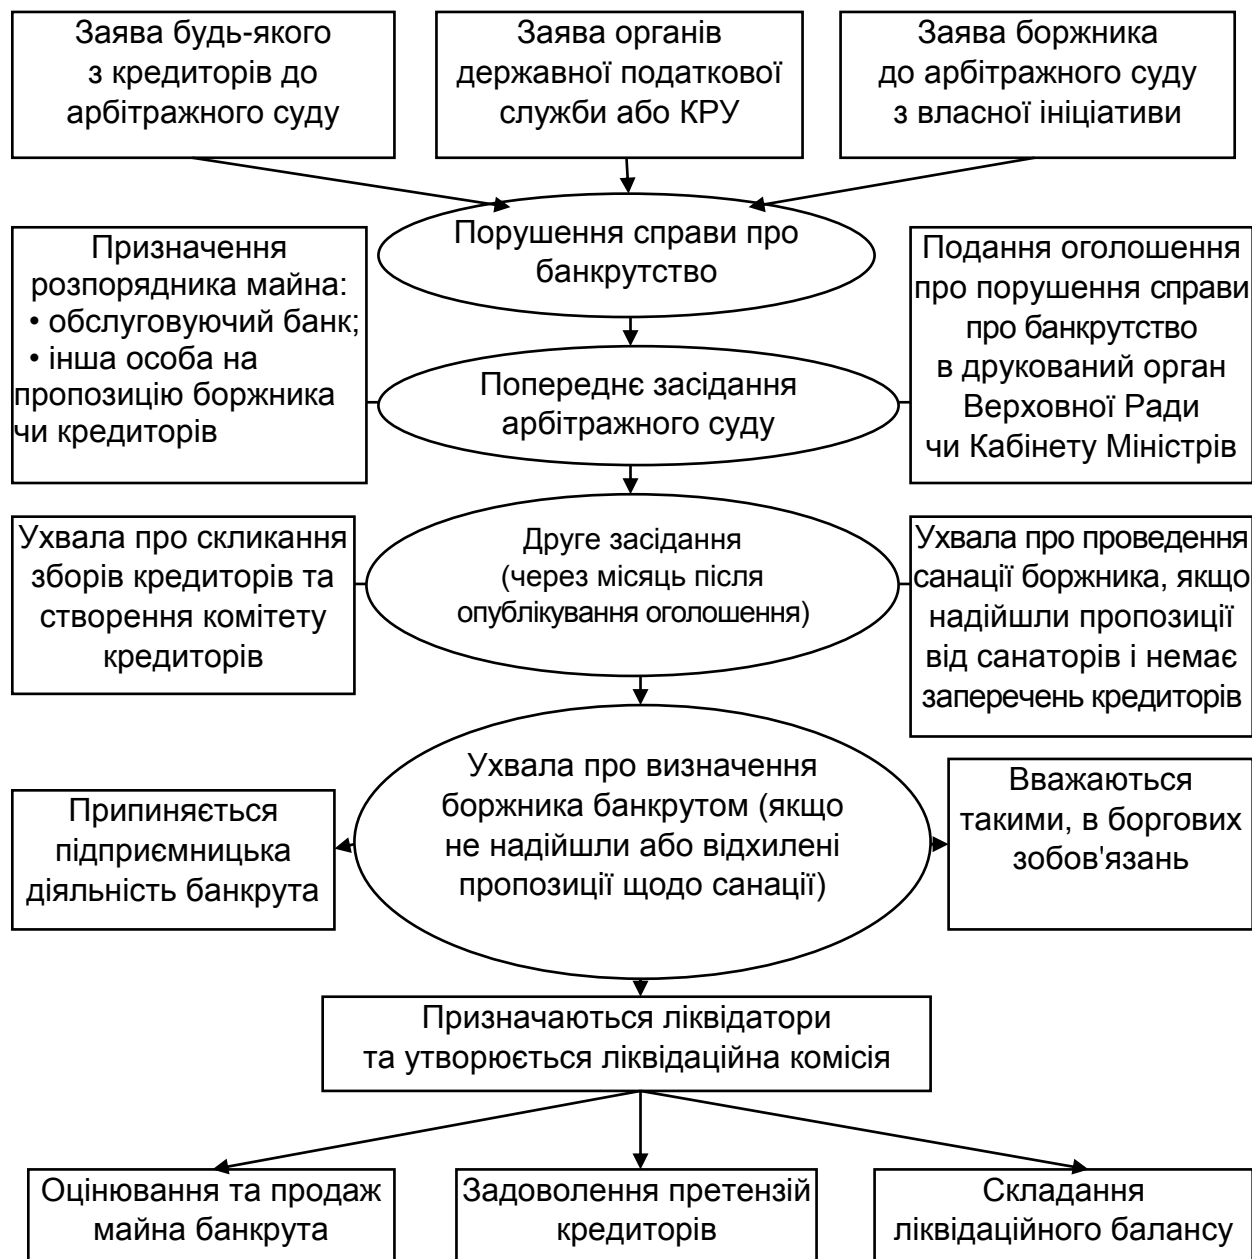 Заява будь-якого
з кредиторів до
арбітражного суду
Заява органів
державної податкової
служби або КРУ
Заява боржника
до арбітражного суду
з власної ініціативи
Порушення справи про
банкрутство
Призначення
розпорядника майна:
• обслуговуючий банк;
• інша особа на
пропозицію боржника
чи кредиторів
Попереднє засідання
арбітражного суду
Подання оголошення
про порушення справи
про банкрутство
в друкований орган
Верховної Ради
чи Кабінету Міністрів
Ухвала про скликання
зборів кредиторів та
створення комітету
кредиторів
Друге засідання
(через місяць після
опублікування оголошення)
Ухвала про проведення
санації боржника, якщо
надійшли пропозиції
від санаторів і немає
заперечень кредиторів
Припиняється
підприємницька
діяльність банкрута
Ухвала про визначення
боржника банкрутом (якщо
не надійшли або відхилені
пропозиції щодо санації)
Вважаються
такими, в боргових
зобов'язань
Призначаються ліквідатори
та утворюється ліквідаційна комісія
Оцінювання та продаж
майна банкрута
Задоволення претензій
кредиторів
Складання
ліквідаційного балансу